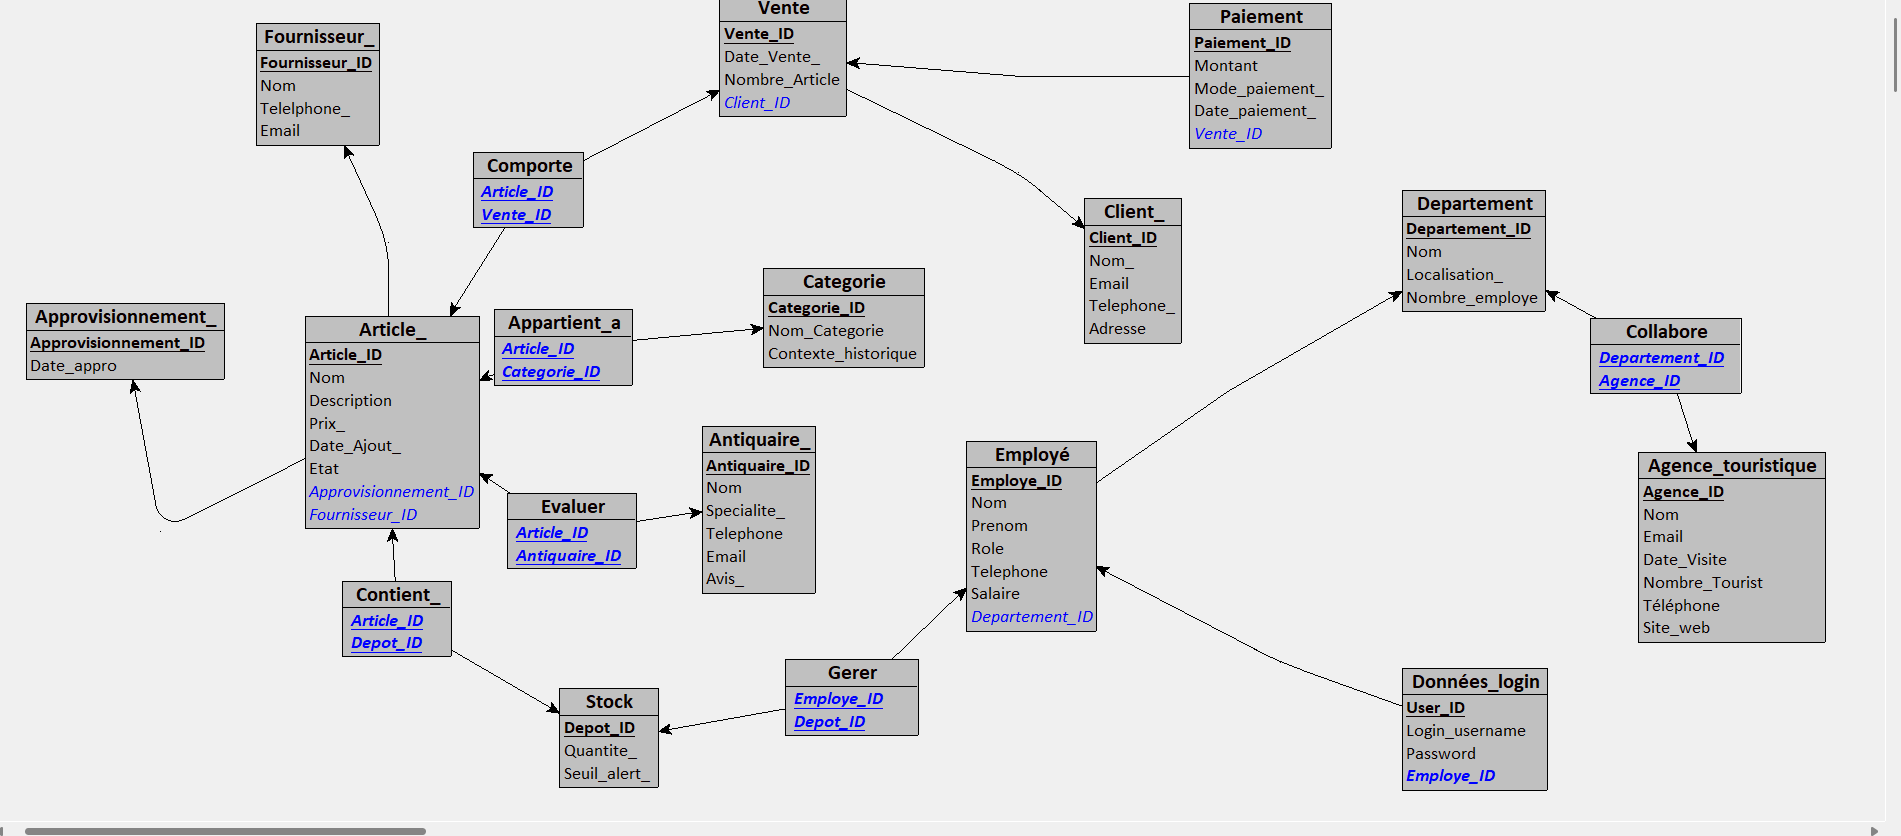 Vente
Vente_ID
Date_Vente_
Nombre_Article
Client_ID
Paiement
Paiement_ID
Montant
Mode_paiement_
Date_paiement_
Vente_ID
Fournisseur_
Fournisseur_ID
Nom
Telelphone_
Email
Comporte
Article_ID
Vente_ID
Client_
Client_ID
Nom_
Email
Telephone_
Adresse
Departement
Departement_ID
Nom
Localisation_
Nombre_employe
Approvisionnement_
Approvisionnement_ID
Date_appro
Article_
Article_ID
Nom
Description
Prix_
Date_Ajout_
Etat
Approvisionnement_ID
Fournisseur_ID
Appartient_a
Article_ID
Categorie_ID
Categorie
Categorie_ID
Nom_Categorie
Contexte_historique
Collabore
Departement_ID
Agence_ID
Antiquaire_
Antiquaire_ID
Nom
Specialite_
Telephone
Email
Avis_
Evaluer
Article_ID
Antiquaire_ID
Employé
Employe_ID
Nom
Prenom
Role
Telephone
Salaire
Departement_ID
Agence_touristique
Agence_ID
Nom
Email
Date_Visite
Nombre_Tourist
Téléphone
Site_web
Contient_
Article_ID
Depot_ID
Stock
Depot_ID
Quantite_
Seuil_alert_
Gerer
Employe_ID
Depot_ID
Données_login
User_ID
Login_username
Password
Employe_ID